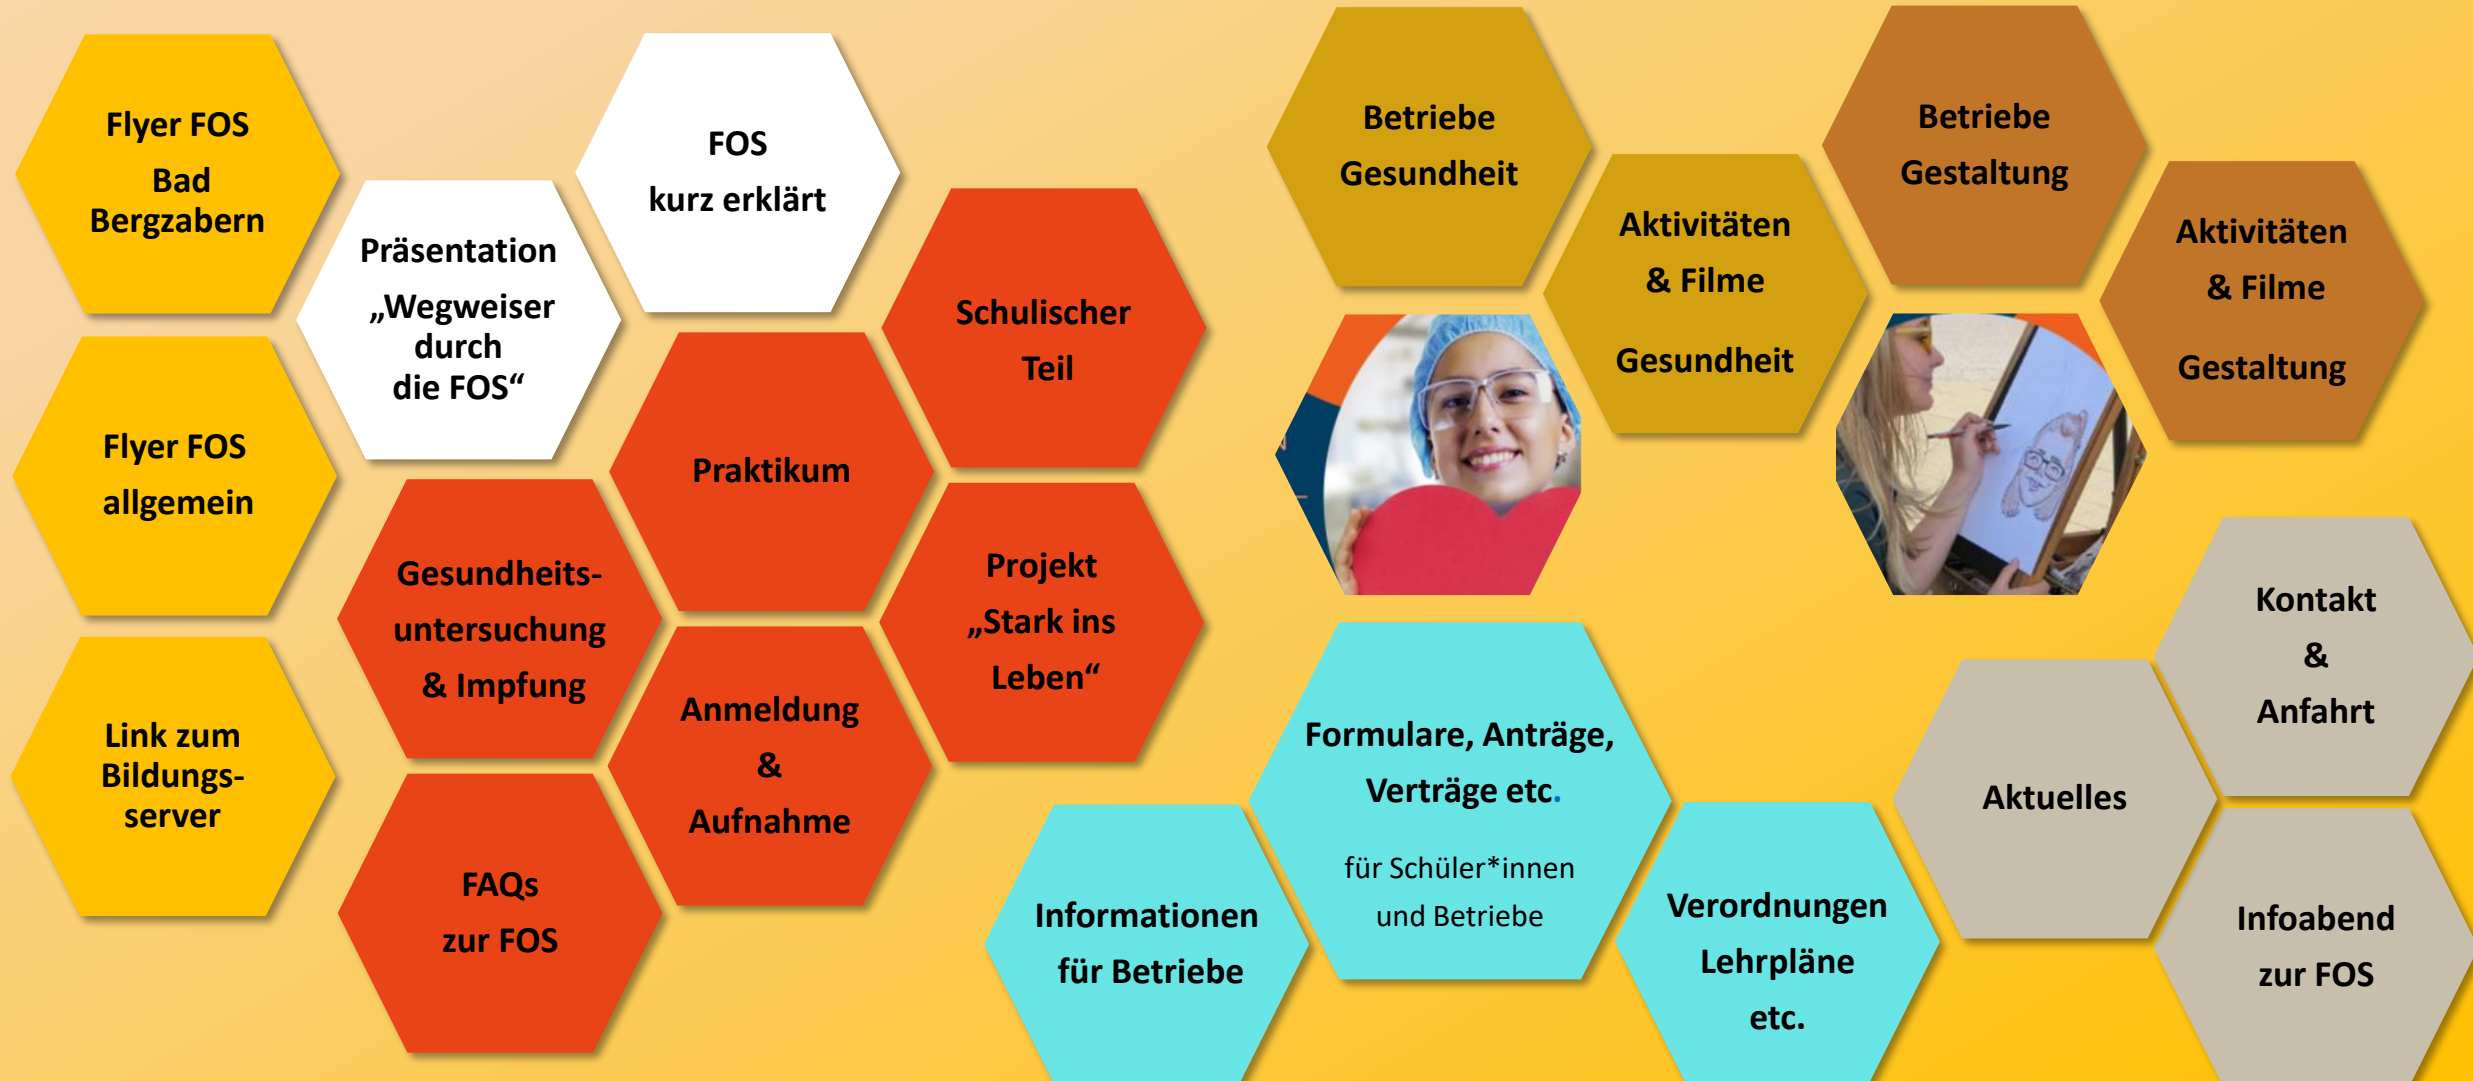 Flyer FOS
Bad
Bergzabern
Präsentation
„Wegweiser
durch
die FOS“
FOS
kurz erklärt
Schulischer
Teil
Flyer FOS
allgemein
Praktikum
Gesundheits-
untersuchung
& Impfung
Projekt
„Stark ins
Leben“
Link zum
Bildungs-
server
Anmeldung
&
Aufnahme
FAQs
zur FOS
Betriebe
Gesundheit
Aktivitäten
& Filme
Gesundheit
Betriebe
Gestaltung
Aktivitäten
& Filme
Gestaltung
Formulare, Anträge,
Verträge etc.
für Schüler*innen
und Betriebe
Informationen
für Betriebe
Verordnungen
Lehrpläne
etc.
Kontakt
&
Anfahrt
Aktuelles
Infoabend
zur FOS